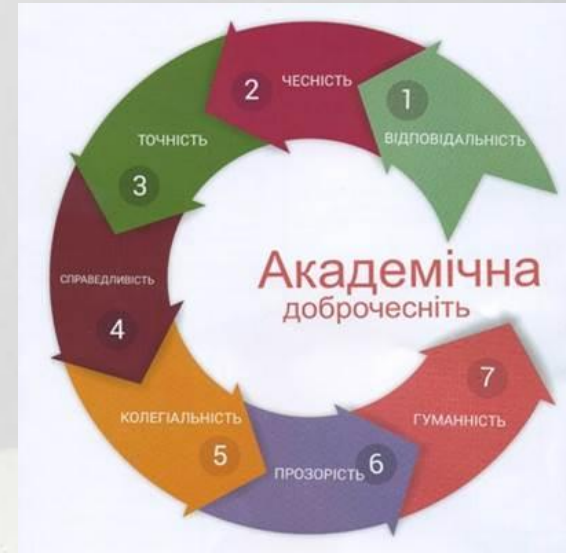 1
ВІДПОВІДАЛЬНІСТЬ
2
ЧЕСНІСТЬ
ТОЧНІСТЬ
3
СПРАВЕДЛИВІСТЬ
4
КОЛЕГІАЛЬНІСТЬ
5
ПРОЗОРІСТЬ
6
7
ГУМАННІСТЬ
Академічна
доброчесніть